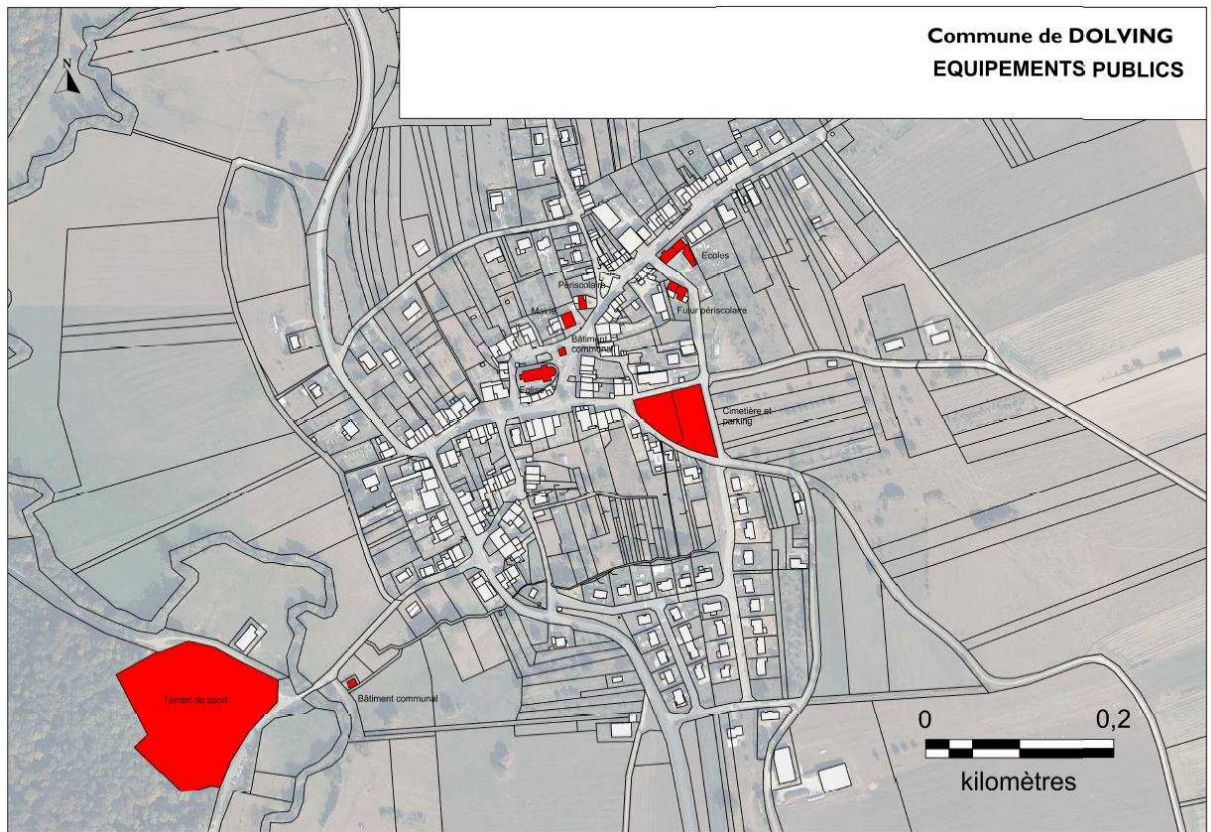 Commune de DOLVING
EQUIPEMENTS PUBLICS
N
Ecoles
Périscolaire
Futur périscolaire
Mairie
Bâtiment
communal
Eglise
Cimetière et
parking
Terrain de sport
Bâtiment communal
0 0,2
kilomètres